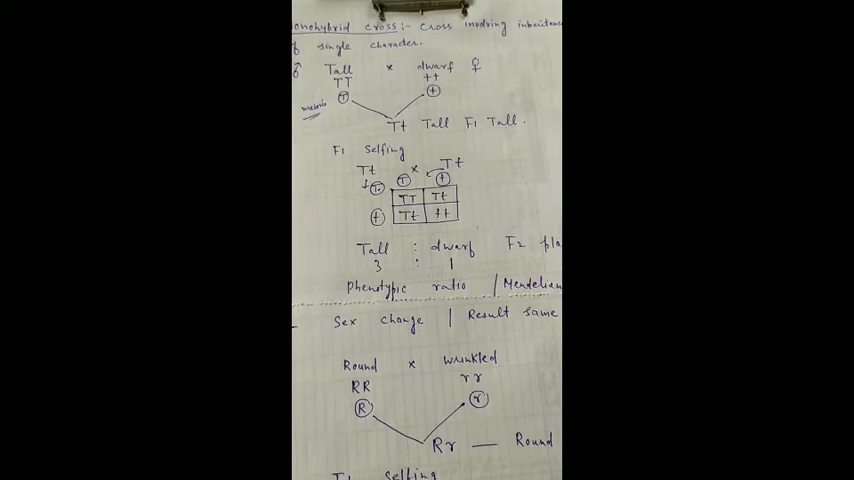 onohybrid cross :- Cross involving inheritance
of single character.
♂ Tall × dwarf ♀
TT tt
T t
meiosis
Tt Tall F1 Tall.
F1 Selfing
Tt × Tt
T T t
TT Tt
t Tt tt
Tall : dwarf F2 pla
3 : 1
Phenotypic ratio / Mendelian
Sex change | Result same
Round × wrinkled
RR rr
R r
Rr — Round
selfing